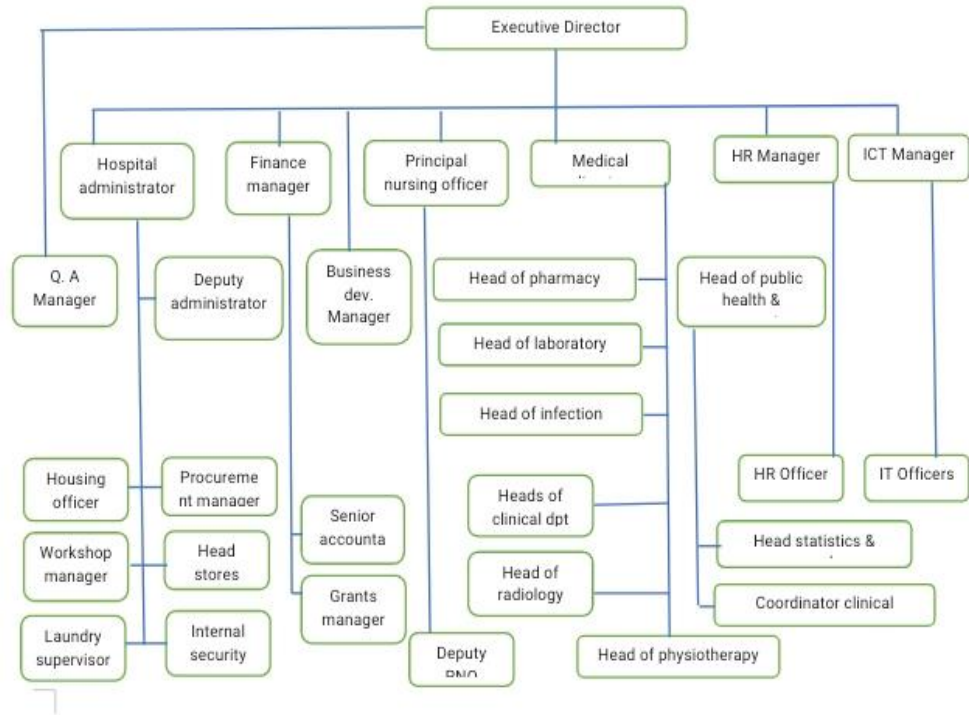 Executive Director
Hospital
administrator
Finance
manager
Principal
nursing officer
Medical
HR Manager
ICT Manager
Q. A
Manager
Deputy
administrator
Business
dev.
Manager
Head of pharmacy
Head of public
health &
Head of laboratory
Head of infection
Housing
officer
Procureme
nt manager
Senior
accounta
Heads of
clinical dpt
HR Officer
IT Officers
Workshop
manager
Head
stores
Head statistics &
Grants
manager
Head of
radiology
Coordinator clinical
Laundry
supervisor
Internal
security
Deputy
Head of physiotherapy